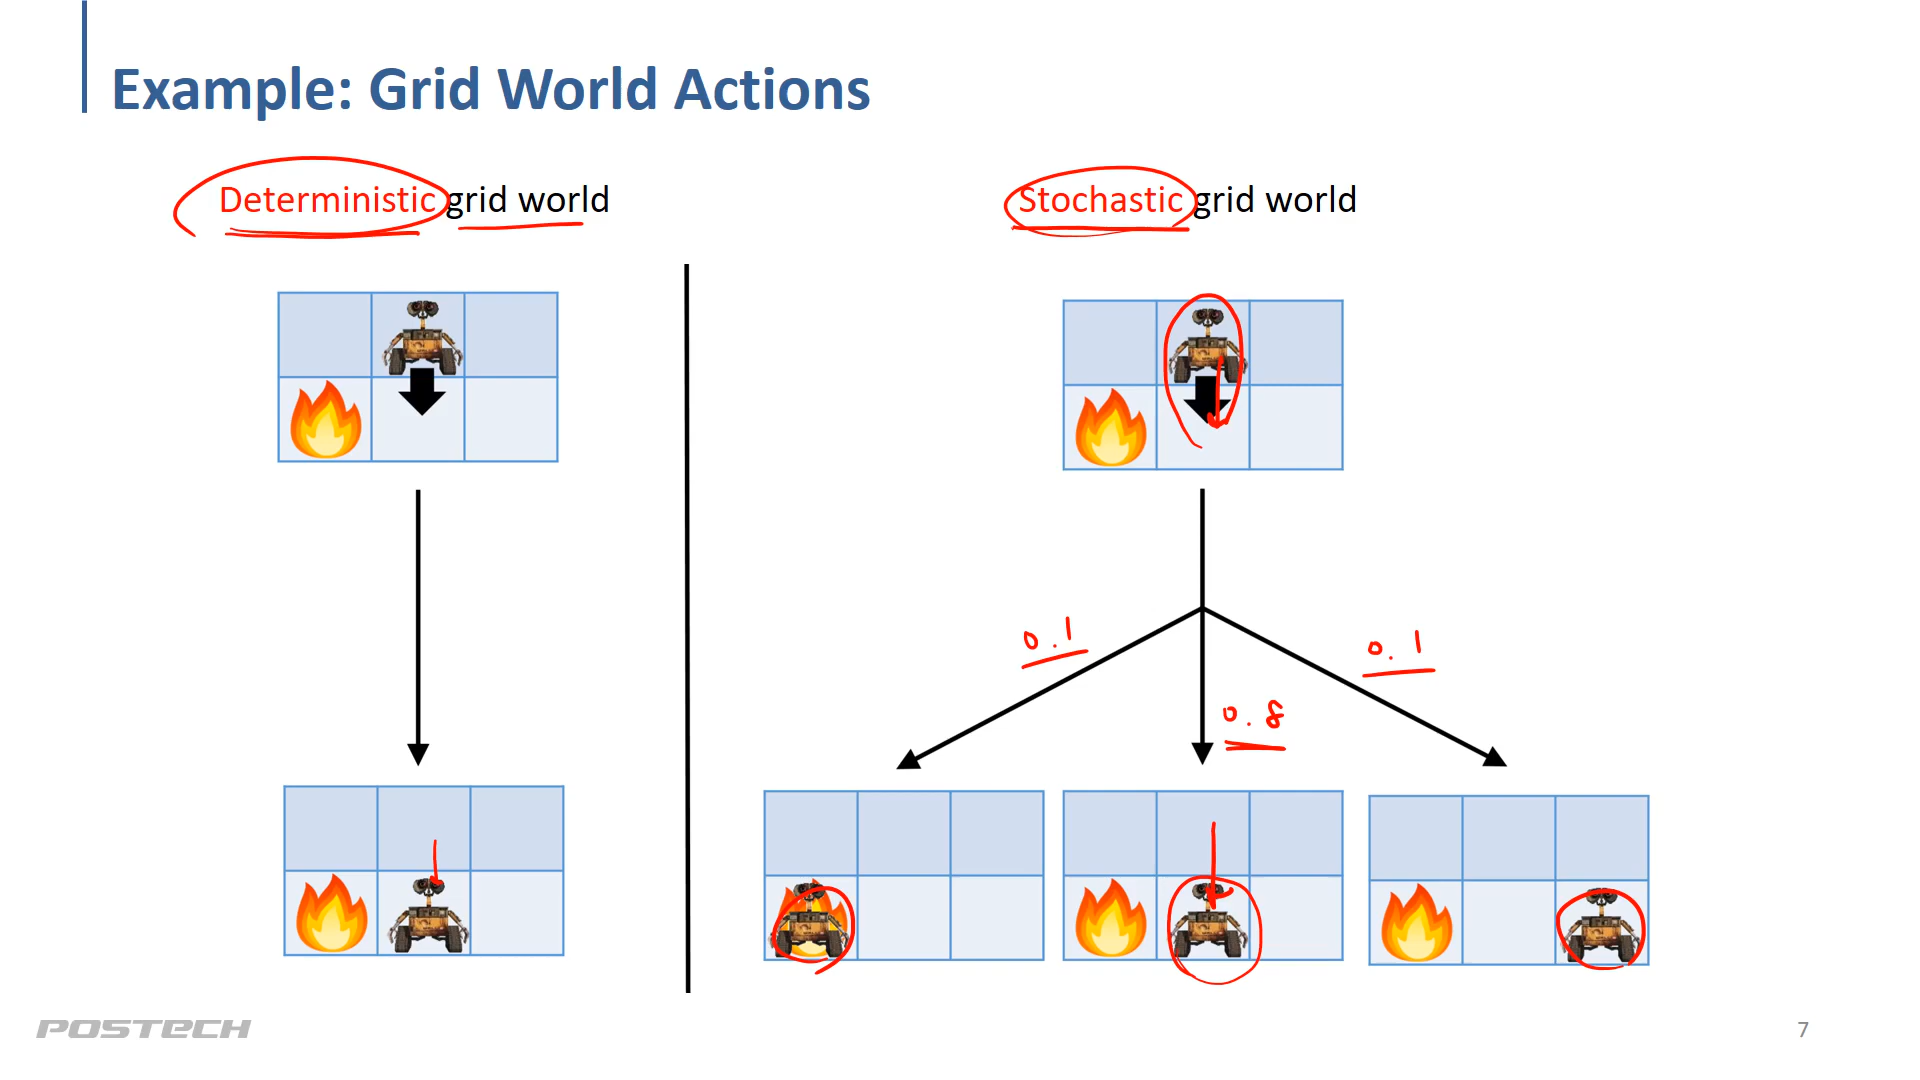 Example: Grid World Actions
Deterministic grid world
Stochastic grid world
0.1
0.1
0.8
POSTECH
7